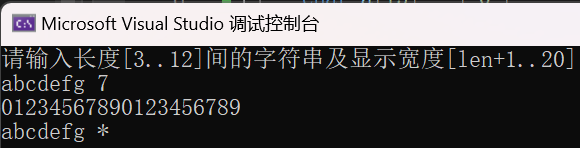 Microsoft Visual Studio 调试控制台
请输入长度[3..12]间的字符串及显示宽度[len+1..20]
abcdefg 7
01234567890123456789
abcdefg *